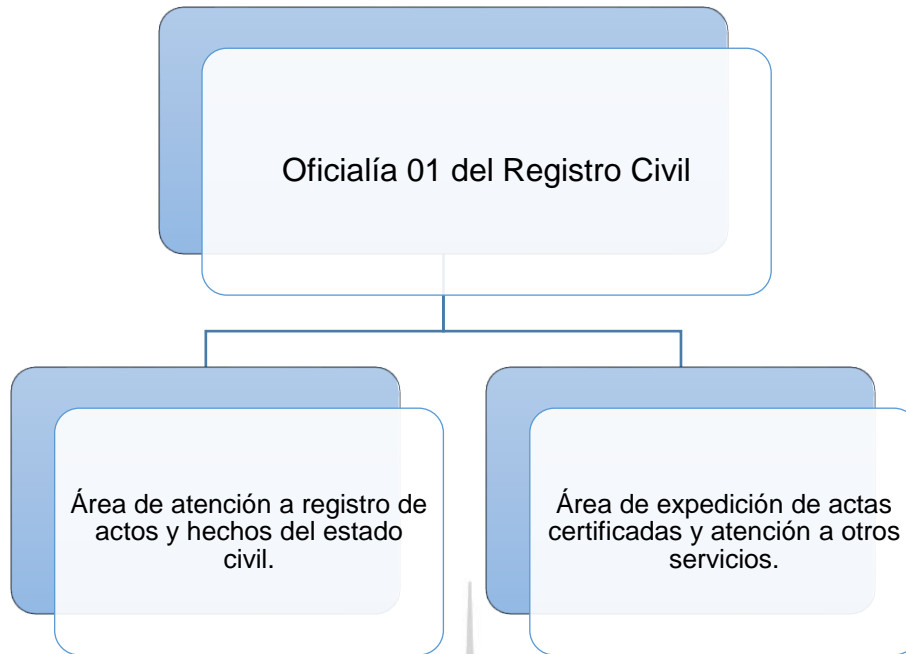 Oficialía 01 del Registro Civil
Área de atención a registro de
actos y hechos del estado
civil.
Área de expedición de actas
certificadas y atención a otros
servicios.